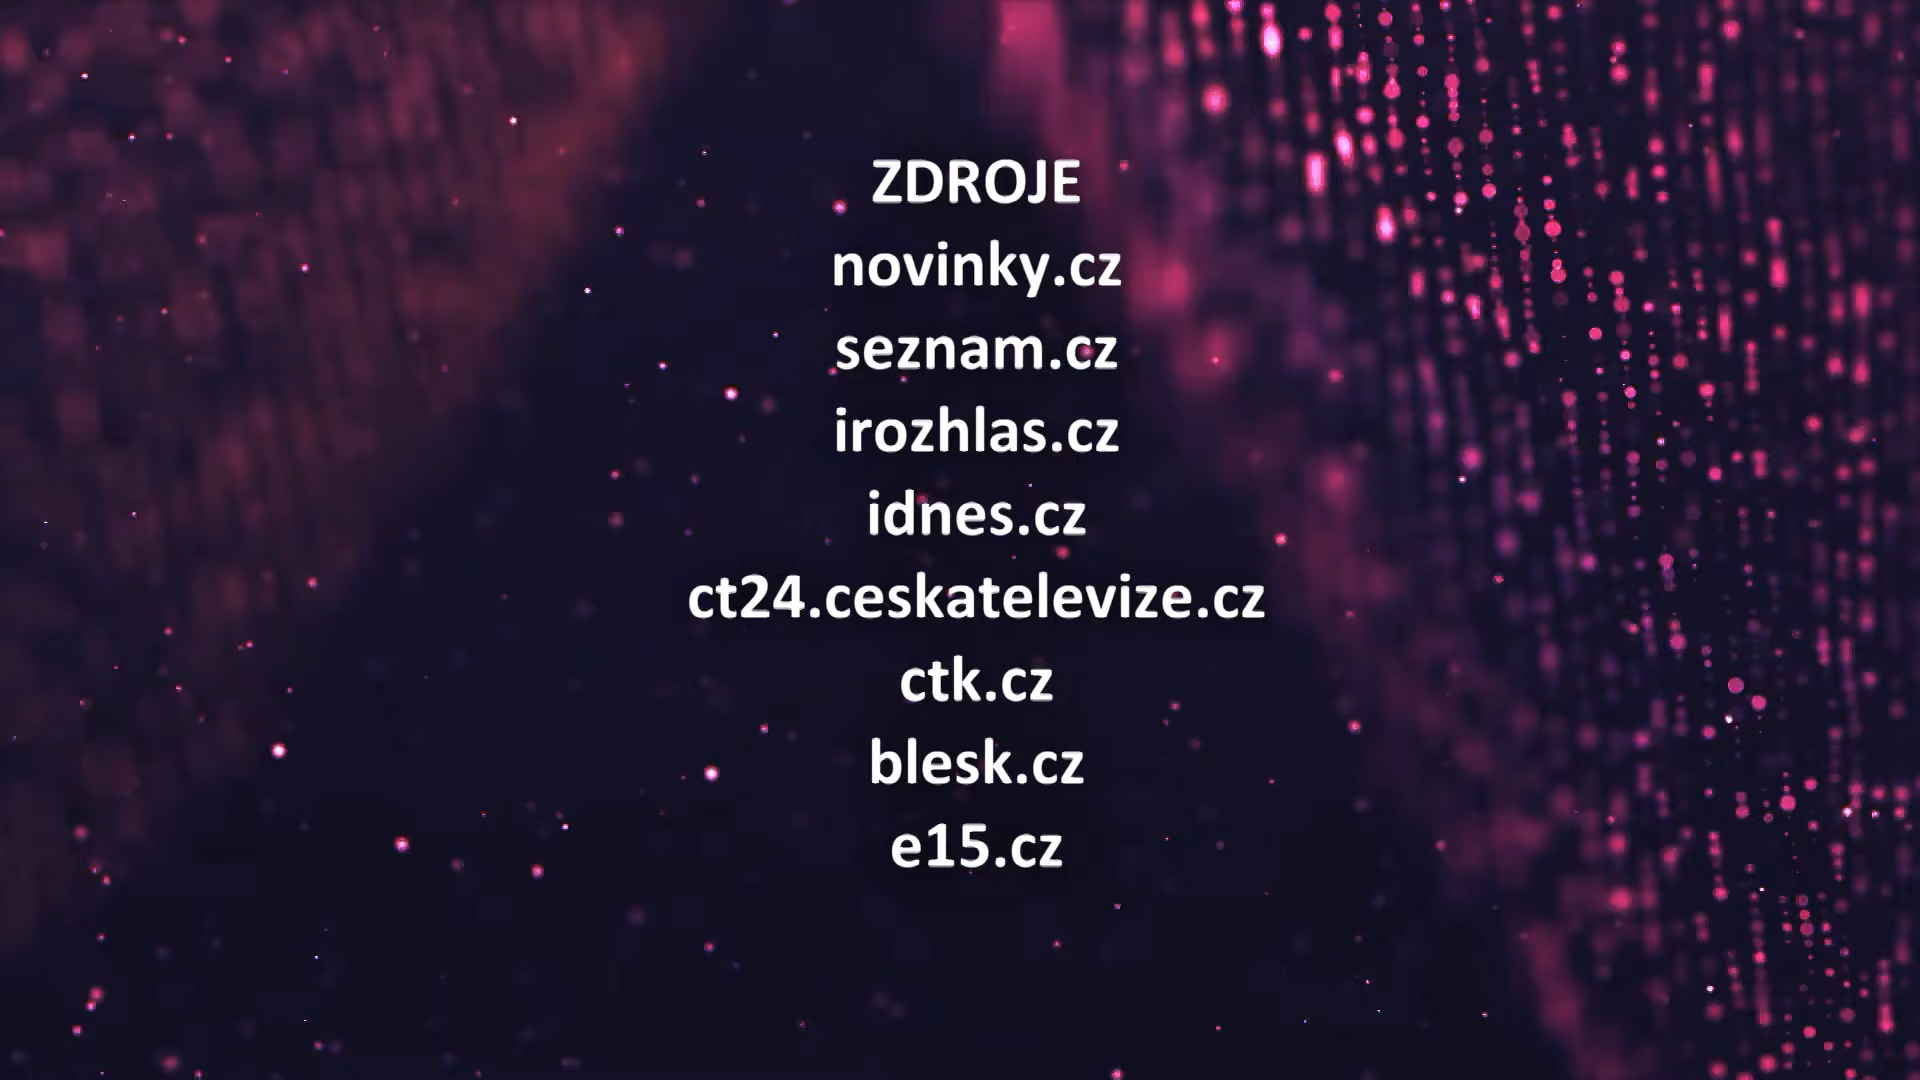 ZDROJE
novinky.cz
seznam.cz
irozhlas.cz
idnes.cz
ct24.ceskatelevize.cz
ctk.cz
blesk.cz
e15.cz